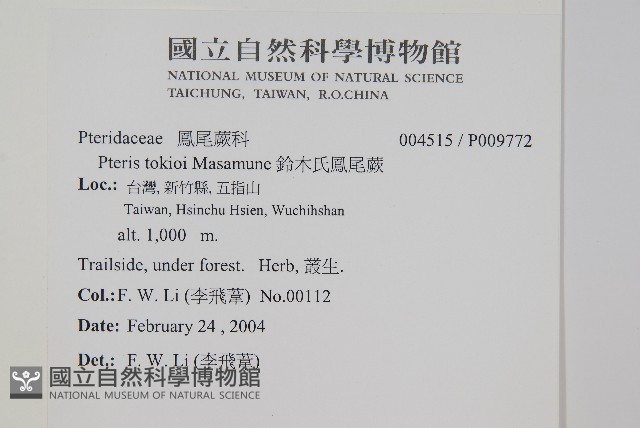 國立自然科學博物館
NATIONAL MUSEUM OF NATURAL SCIENCE
TAICHUNG, TAIWAN, R.O.CHINA
Pteridaceae 鳳尾蕨科 004515 / P009772
Pteris tokioi Masamune 鈴木氏鳳尾蕨
Loc.: 台灣, 新竹縣, 五指山
Taiwan, Hsinchu Hsien, Wuchihshan
alt. 1,000 m.
Trailside, under forest. Herb, 叢生.
Col.: F. W. Li (李飛葦) No.00112
Date: February 24 , 2004
Det.: F. W. Li (李飛葦)
國立自然科學博物館
NATIONAL MUSEUM OF NATURAL SCIENCE